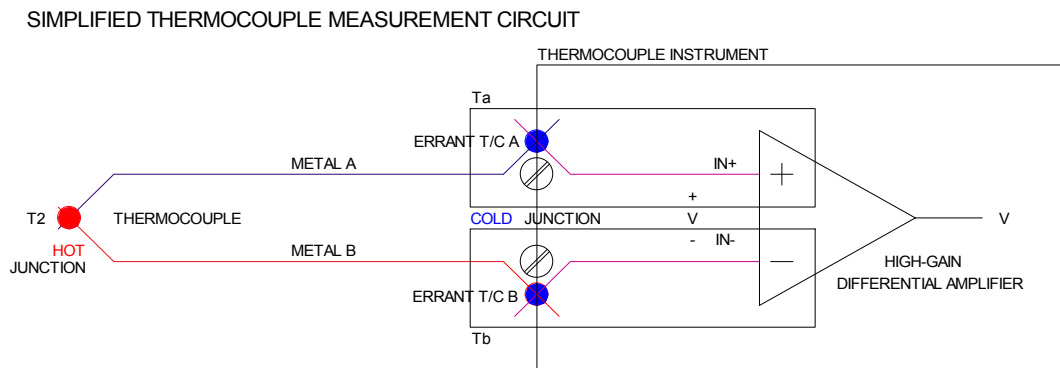 SIMPLIFIED THERMOCOUPLE MEASUREMENT CIRCUIT
THERMOCOUPLE INSTRUMENT
Ta
ERRANT T/C A
METAL A
IN+
+
+
T2
THERMOCOUPLE
COLD JUNCTION
V
V
HOT
JUNCTION
METAL B
-
IN-
−
HIGH-GAIN
DIFFERENTIAL AMPLIFIER
ERRANT T/C B
Tb